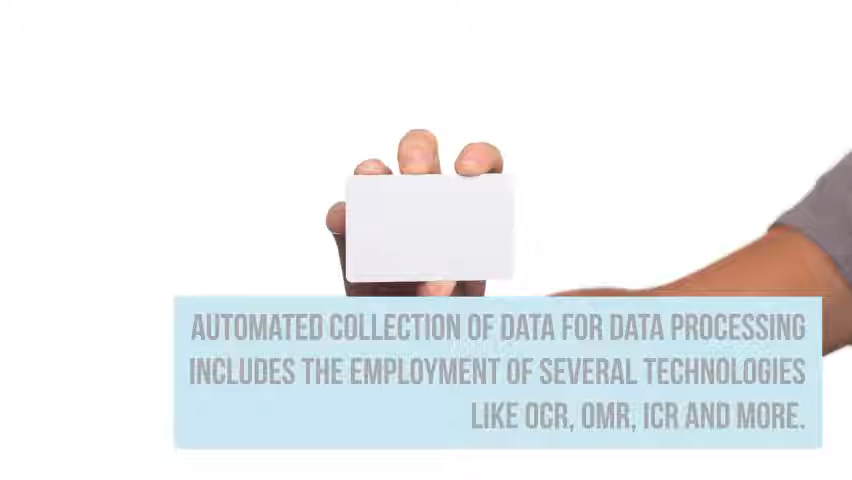 AUTOMATED COLLECTION OF DATA FOR DATA PROCESSING
INCLUDES THE EMPLOYMENT OF SEVERAL TECHNOLOGIES
LIKE OCR, OMR, ICR AND MORE.